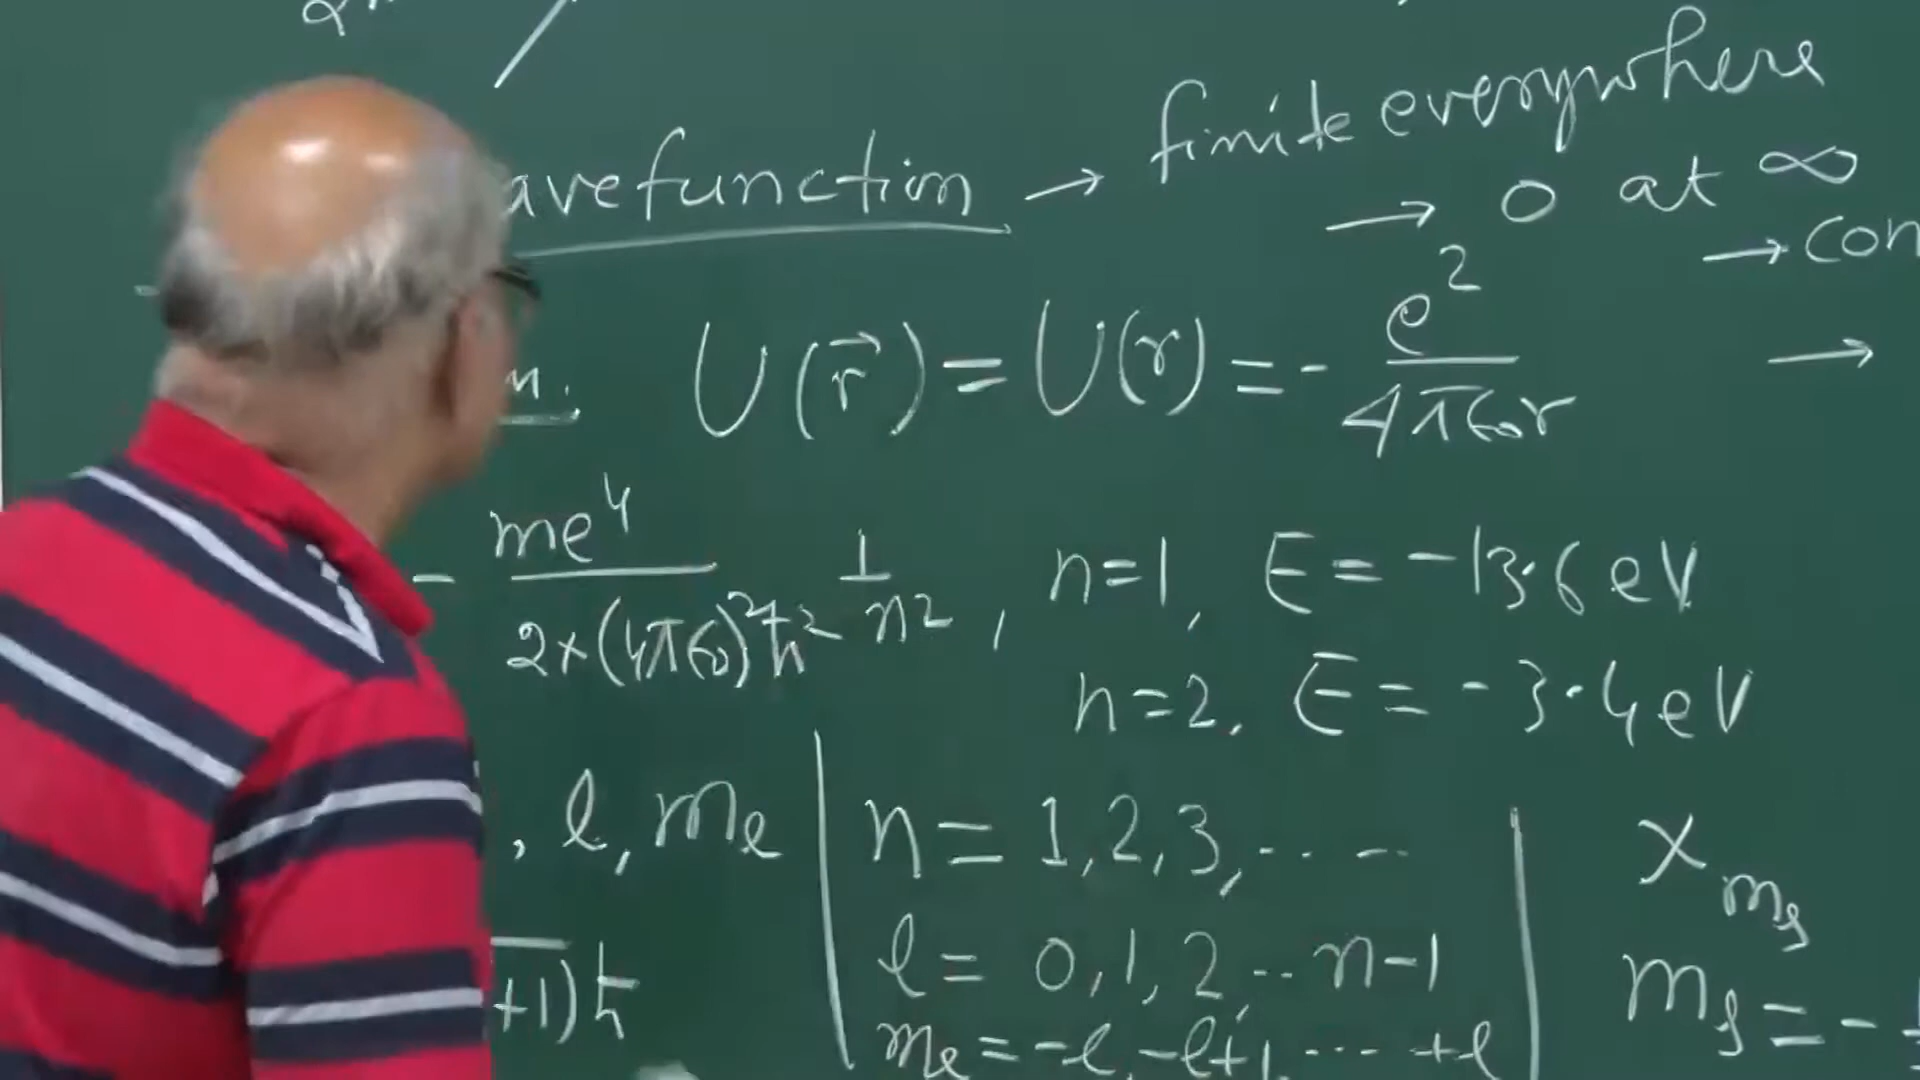 avefunction → finite everywhere
→ 0 at ∞
→ con
n. U(r⃗) = U(r) = - e²/4πϵ₀r →
- me⁴/2×(4πϵ₀)²ħ² 1/n², n=1, E = -13.6 eV
n=2, E = -3.4 eV
, l, mₗ
n = 1,2,3,.. ..
l = 0,1,2,.. n-1
mₗ = -l, -l+1, ... +l
+1)ħ
χ mₛ
mₛ = -